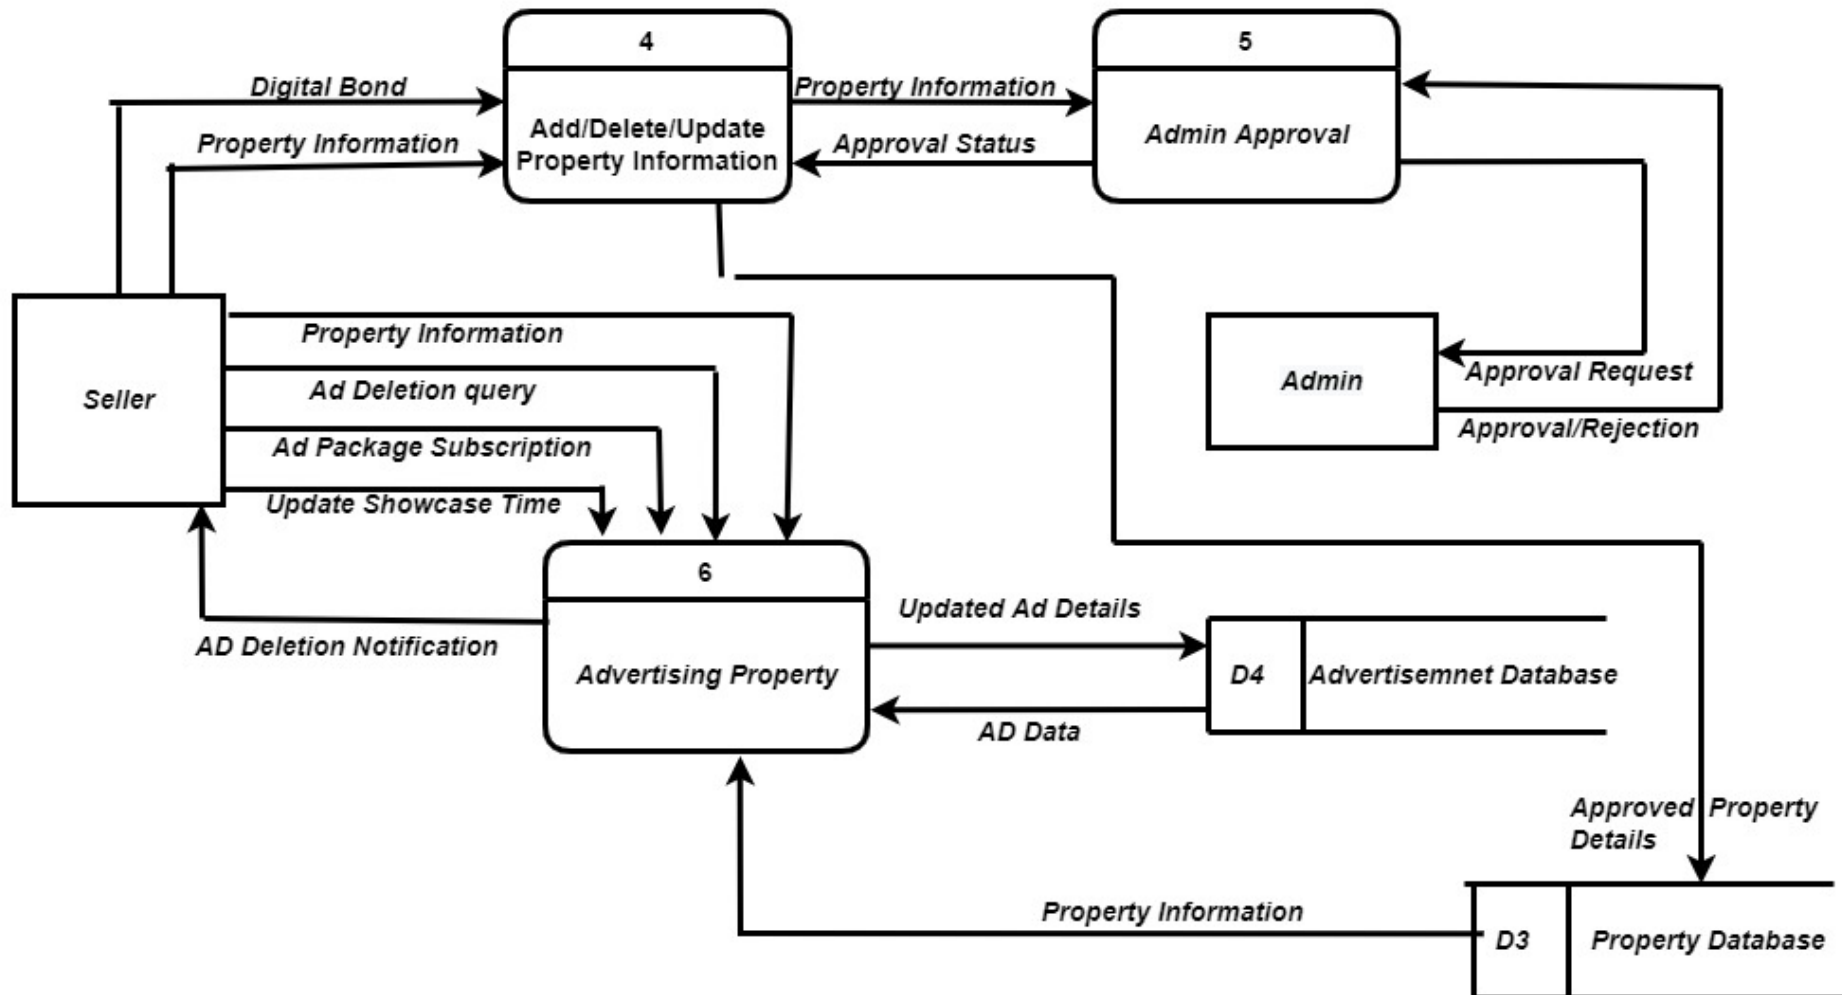 4
5
Digital Bond
Property Information
Add/Delete/Update
Property Information
Admin Approval
Property Information
Approval Status
Property Information
Seller
Ad Deletion query
Ad Package Subscription
Update Showcase Time
Admin
Approval Request
Approval/Rejection
6
Updated Ad Details
AD Deletion Notification
Advertising Property
D4
Advertisemnet Database
AD Data
Approved Property
Details
Property Information
D3
Property Database